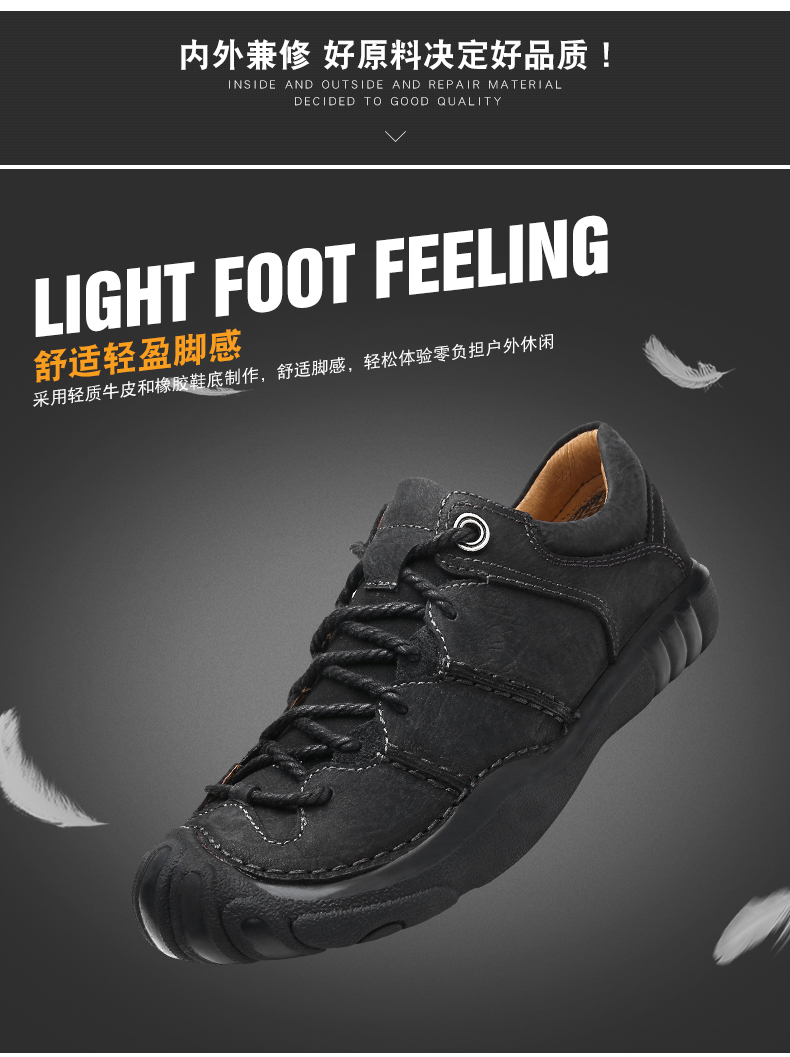 内外兼修 好原料决定好品质！
INSIDE AND OUTSIDE AND REPAIR MATERIAL
DECIDED TO GOOD QUALITY
LIGHT FOOT FEELING
舒适轻盈脚感
采用轻质牛皮和橡胶鞋底制作，舒适脚感，轻松体验零负担户外休闲